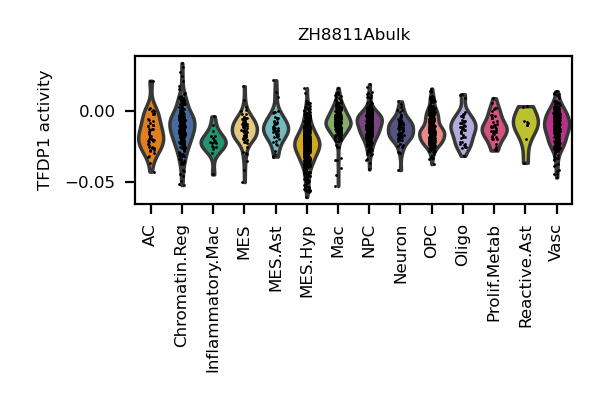 ZH8811Abulk
TFDP1 activity
0.00
−0.05
AC
Chromatin.Reg
Inflammatory.Mac
MES
MES.Ast
MES.Hyp
Mac
NPC
Neuron
OPC
Oligo
Prolif.Metab
Reactive.Ast
Vasc